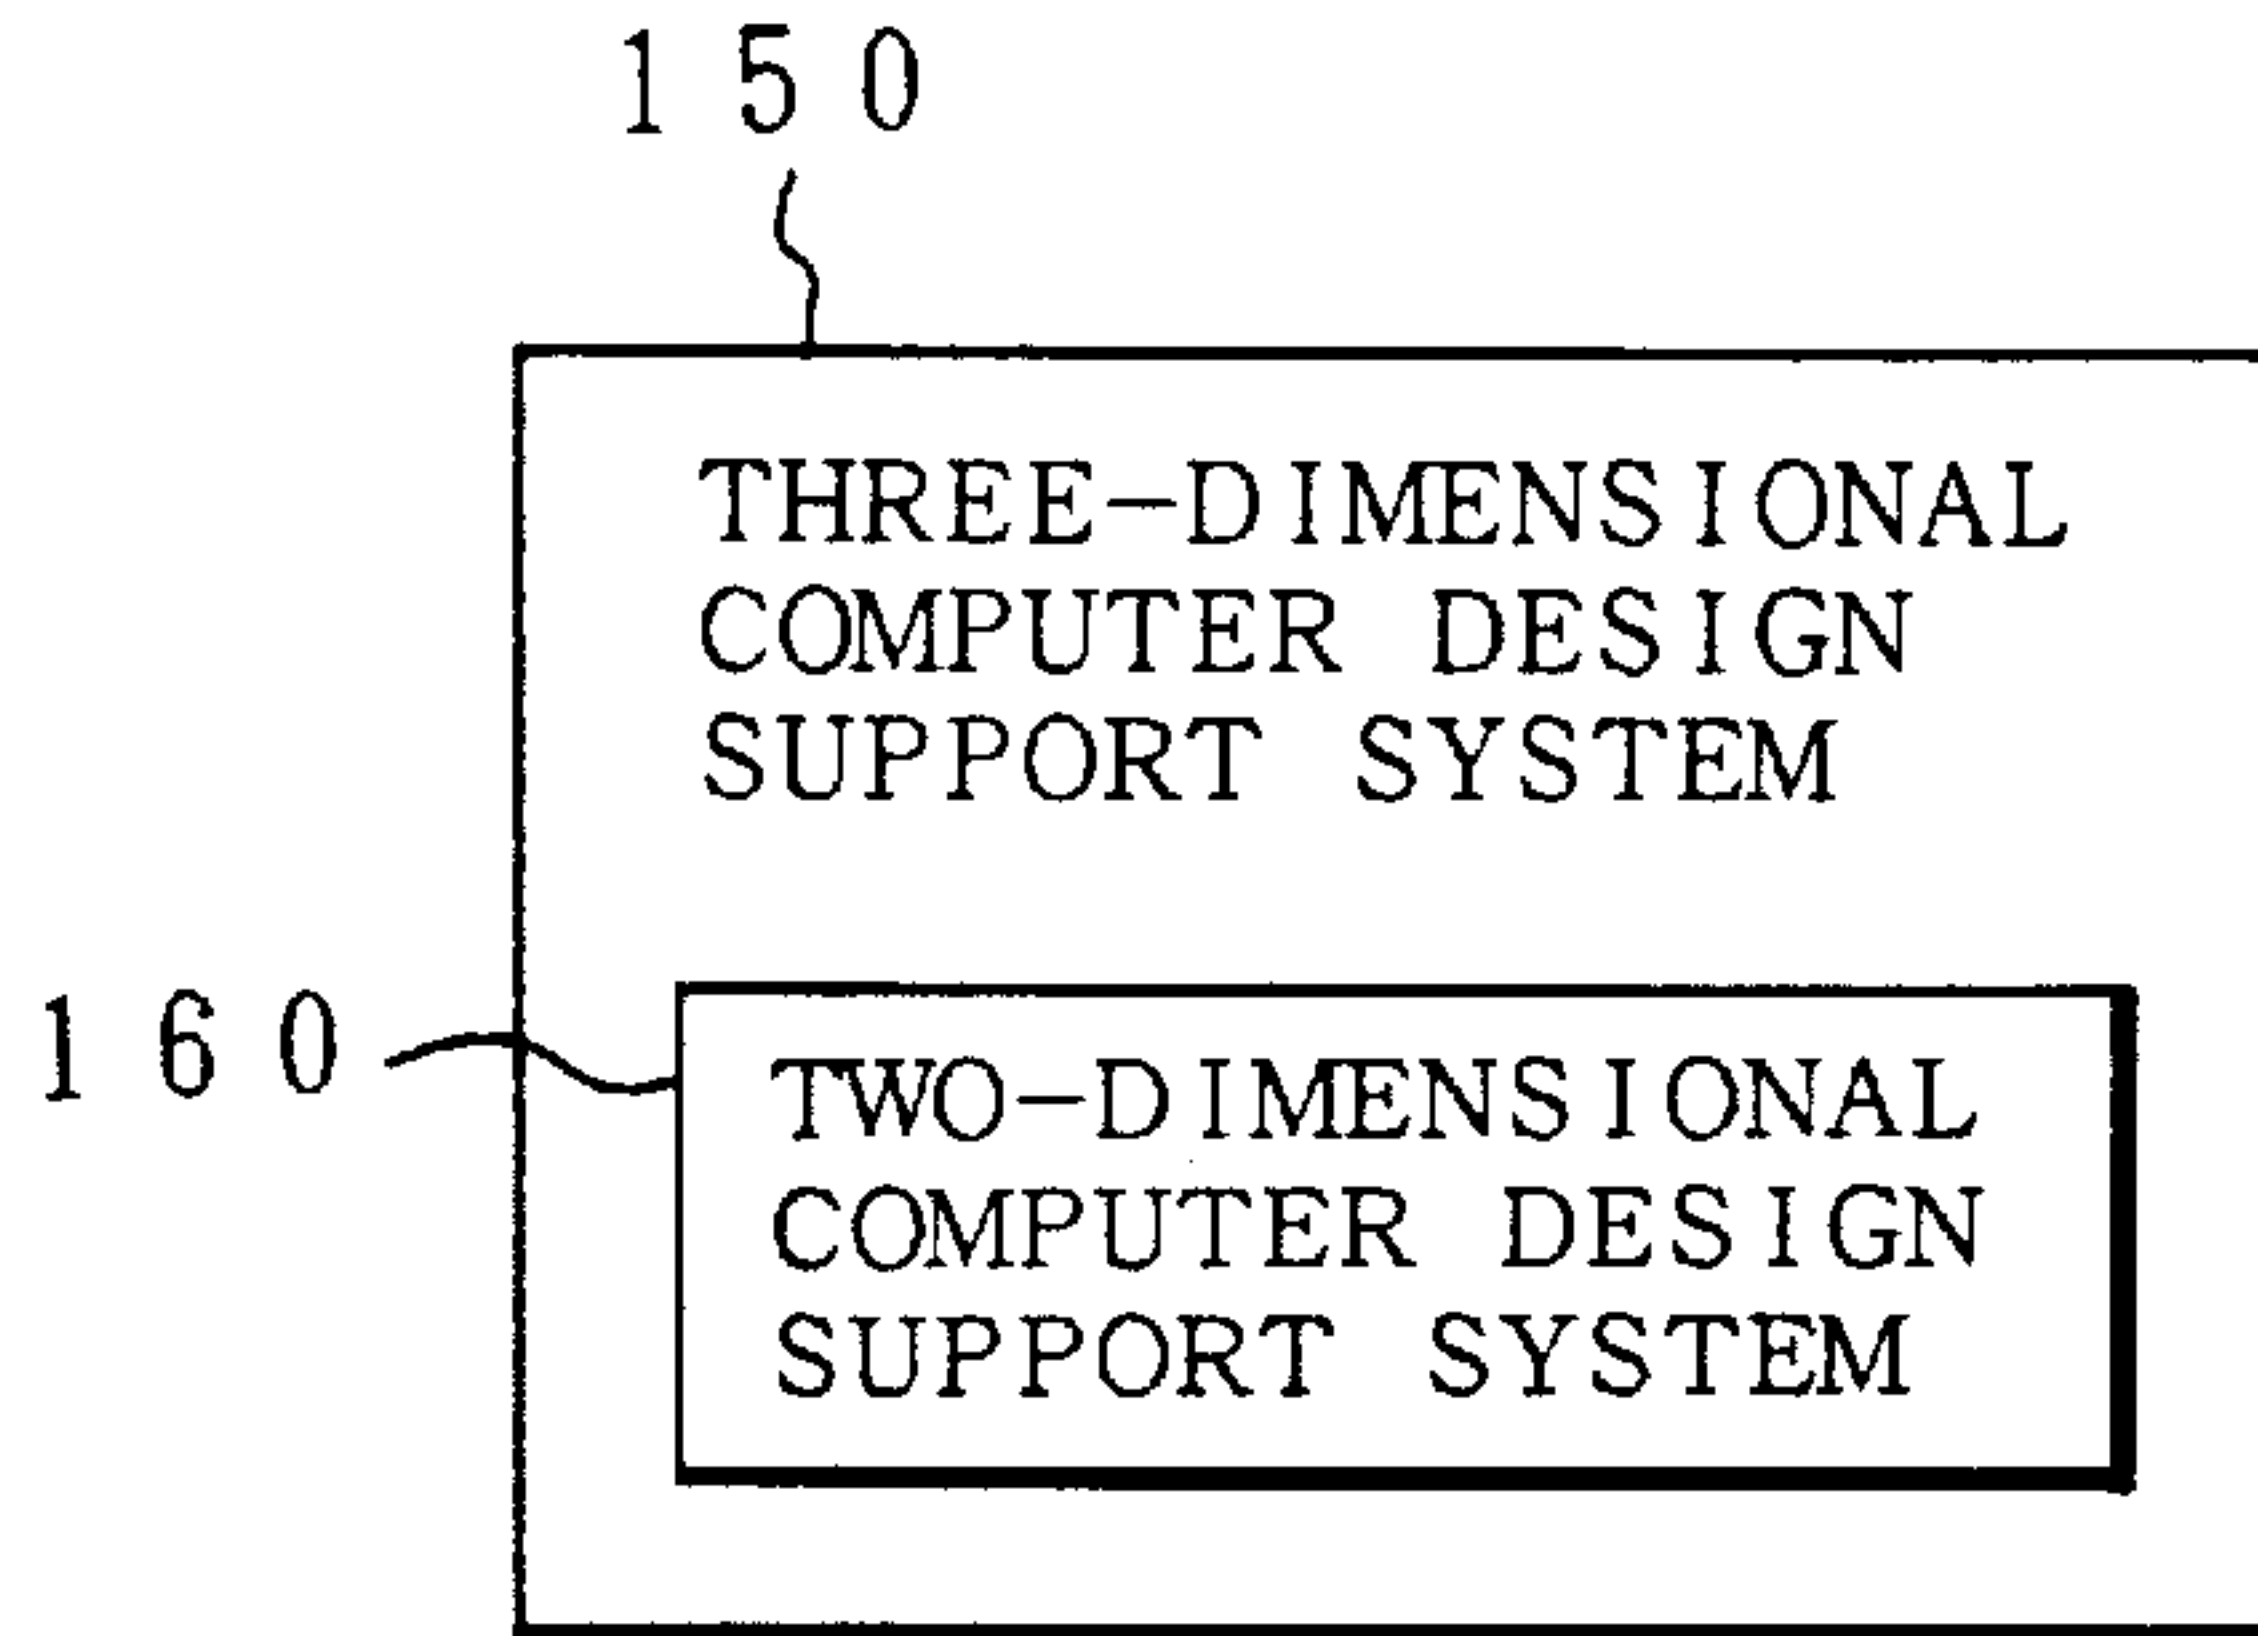 150
THREE-DIMENSIONAL
COMPUTER DESIGN
SUPPORT SYSTEM
160
TWO-DIMENSIONAL
COMPUTER DESIGN
SUPPORT SYSTEM